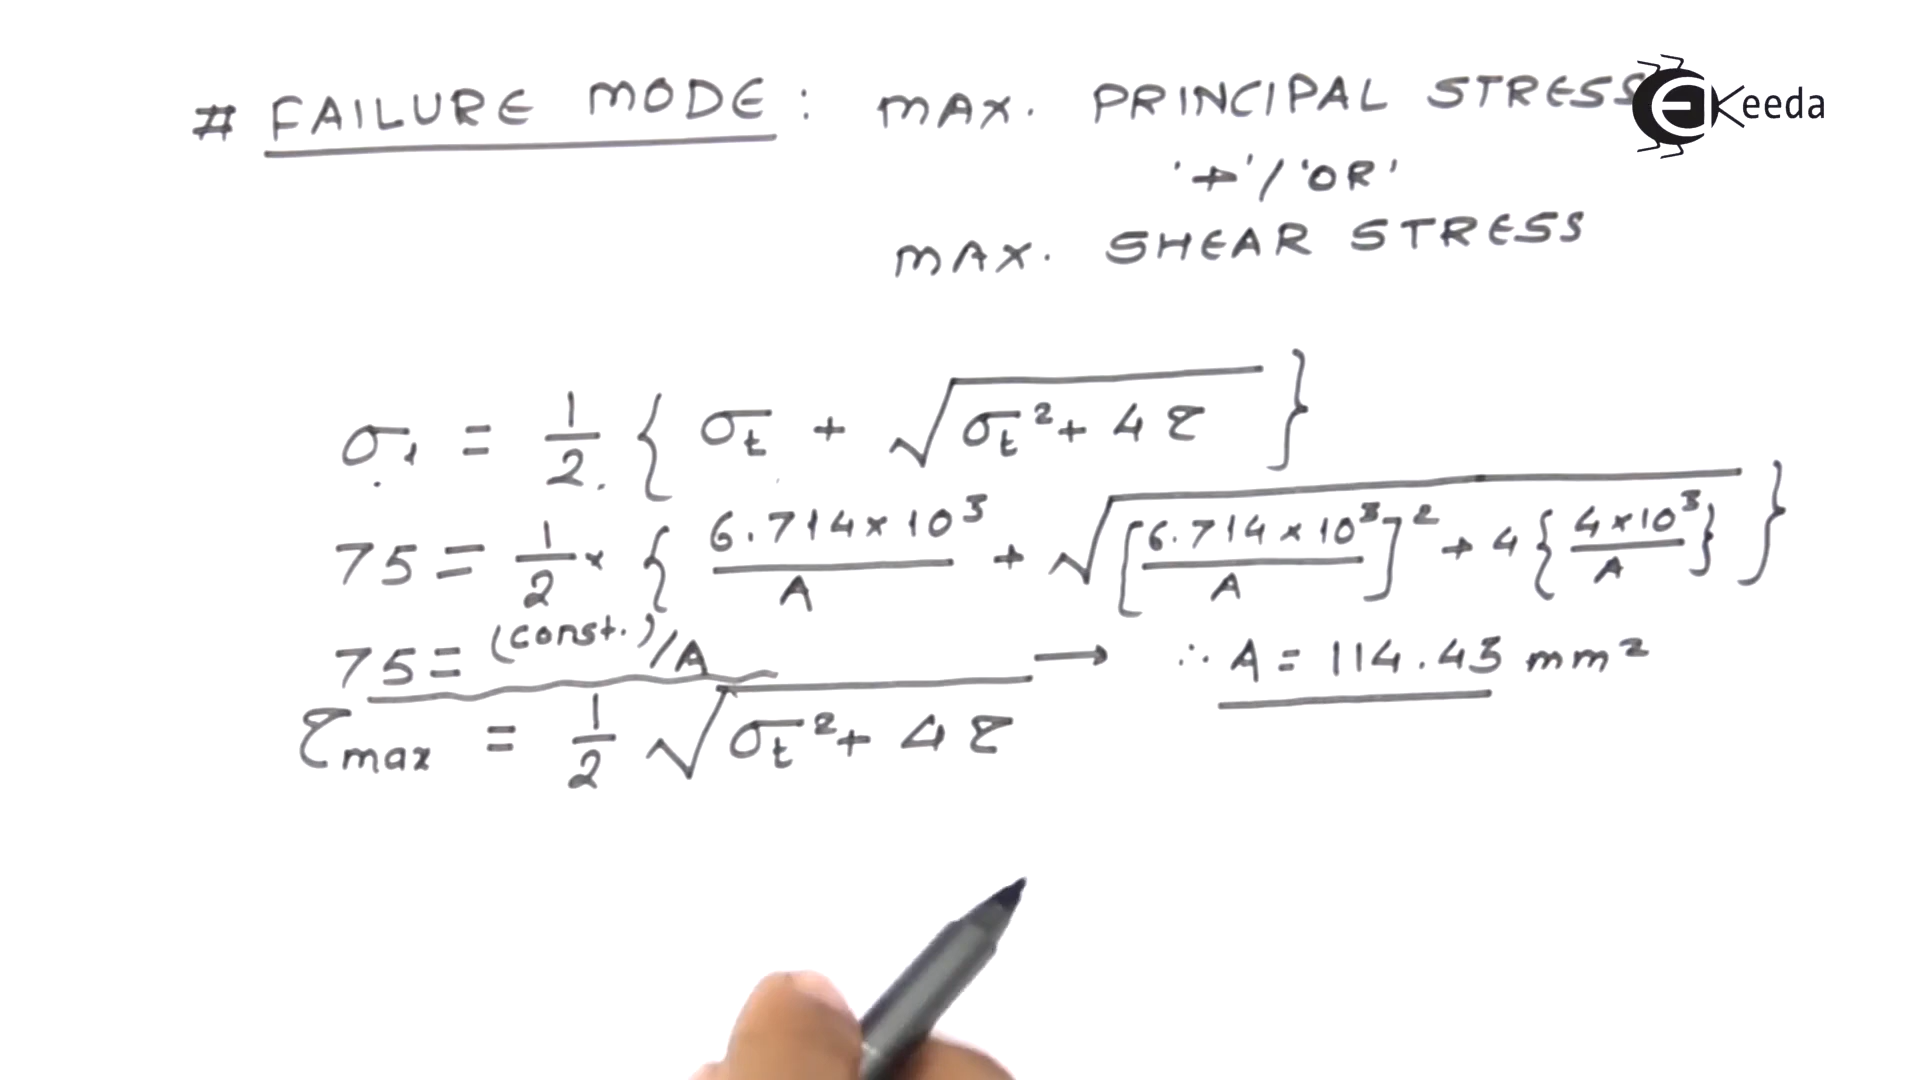 # FAILURE MODE : MAX. PRINCIPAL STRESS
EKeeda
'+' / 'OR'
MAX. SHEAR STRESS
σ₁ = 1/2 { σt + √(σt² + 4τ) }
75 = 1/2 × { 6.714×10³/A + √([6.714×10³/A]² + 4{4×10³/A}) }
75 = (const.)/A → ∴ A = 114.43 mm²
τmax = 1/2 √(σt² + 4τ)